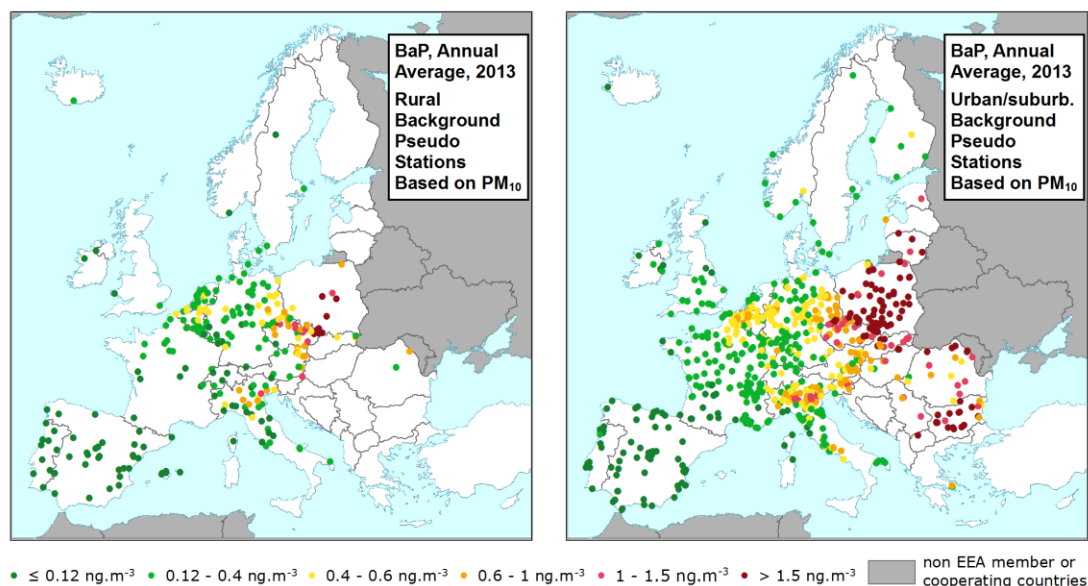 BaP, Annual
Average, 2013
Rural
Background
Pseudo
Stations
Based on PM₁₀
BaP, Annual
Average, 2013
Urban/suburb.
Background
Pseudo
Stations
Based on PM₁₀
≤ 0.12 ng.m⁻³
0.12 - 0.4 ng.m⁻³
0.4 - 0.6 ng.m⁻³
0.6 - 1 ng.m⁻³
1 - 1.5 ng.m⁻³
> 1.5 ng.m⁻³
non EEA member or
cooperating countries